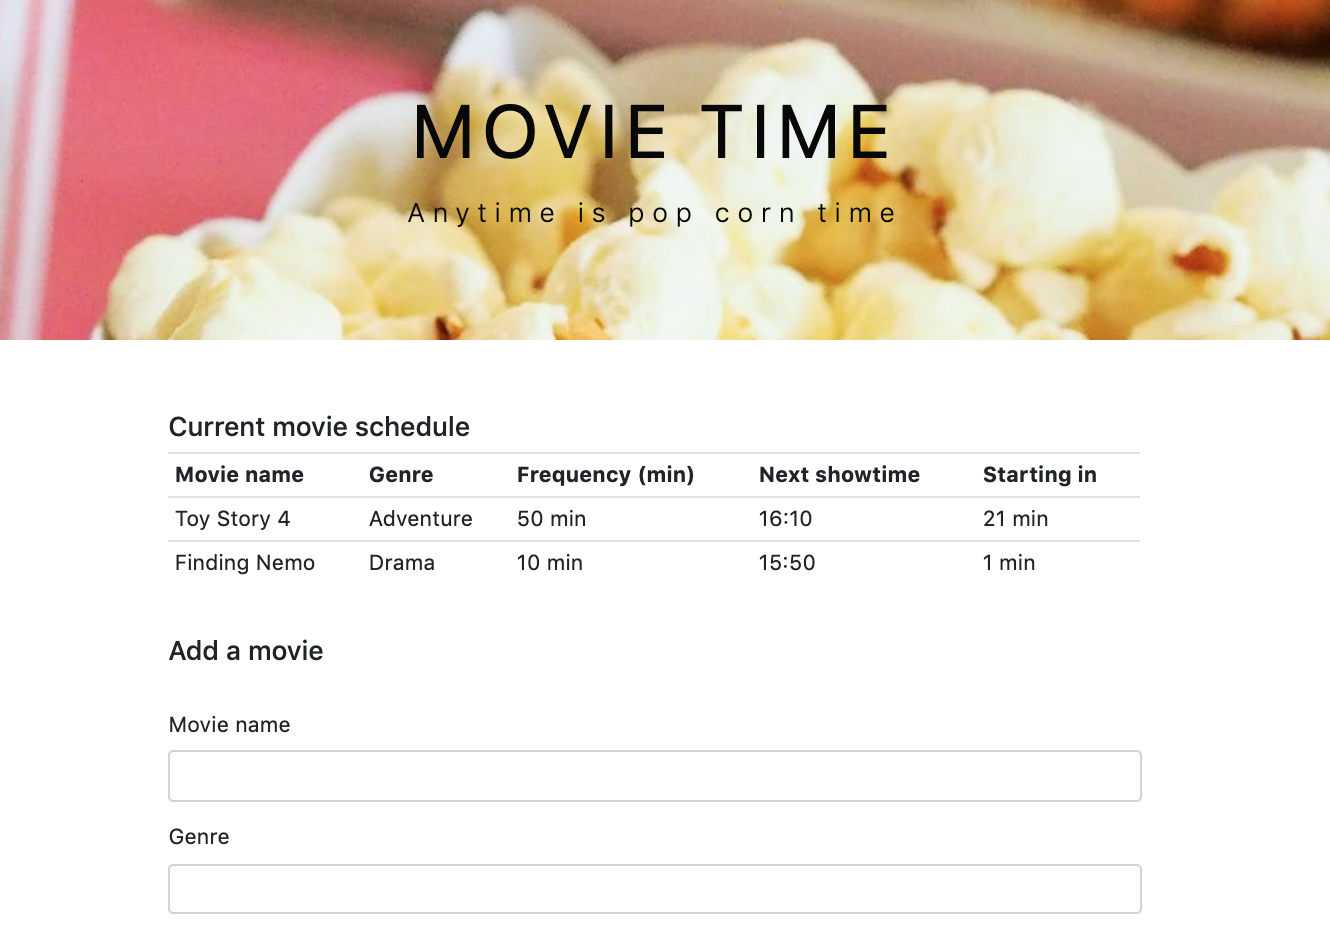 MOVIE TIME
Anytime is pop corn time
Current movie schedule
Movie name Genre Frequency (min) Next showtime Starting in
Toy Story 4 Adventure 50 min 16:10 21 min
Finding Nemo Drama 10 min 15:50 1 min
Add a movie
Movie name
Genre